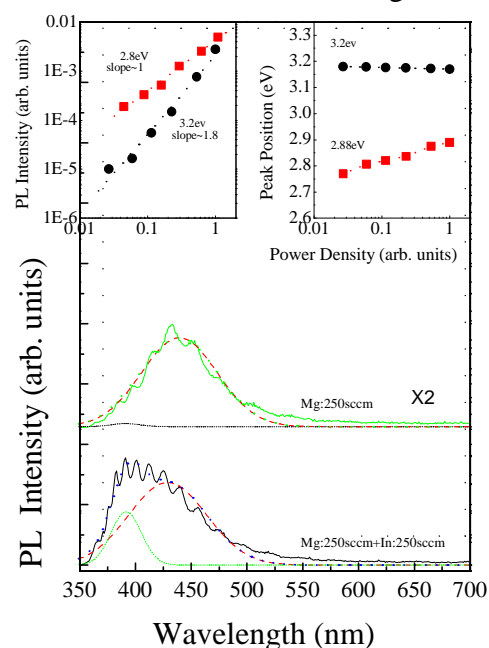 0.01
1E-3
1E-4
1E-5
1E-6
PL Intensity (arb. units)
2.8eV
slope~1
3.2ev
slope~1.8
0.1
1
3.4
3.3
3.2
3.1
3.0
2.9
2.8
2.7
2.6
Peak Position (eV)
3.2ev
2.88eV
0.01
0.1
1
Power Density (arb. units)
Mg:250sccm
X2
Mg:250sccm+In:250sccm
PL Intensity (arb. units)
350
400
450
500
550
600
650
700
Wavelength (nm)